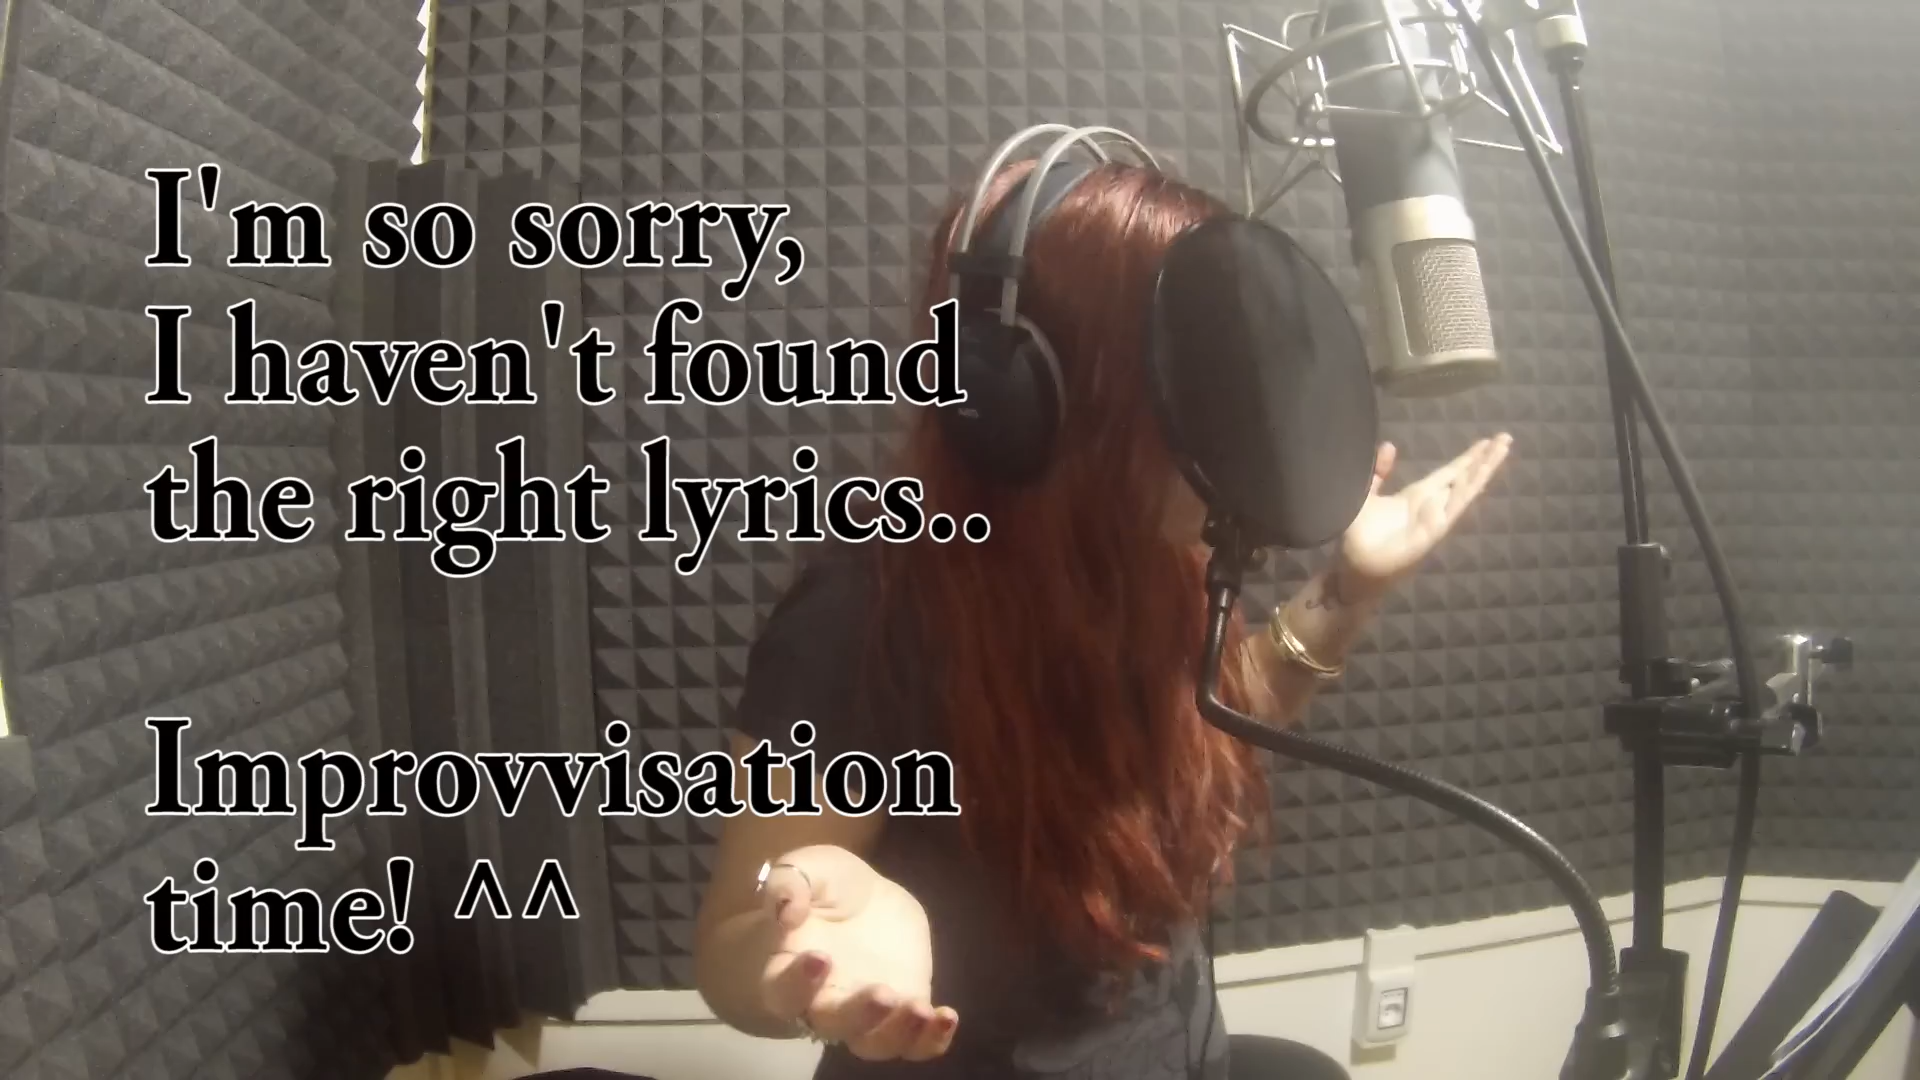 I'm so sorry,
I haven't found
the right lyrics..
Improvvisation
time! ^^